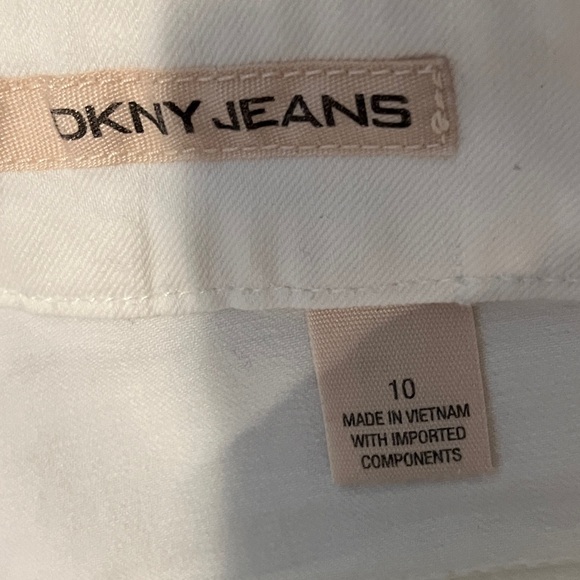 DKNY JEANS
10
MADE IN VIETNAM
WITH IMPORTED
COMPONENTS